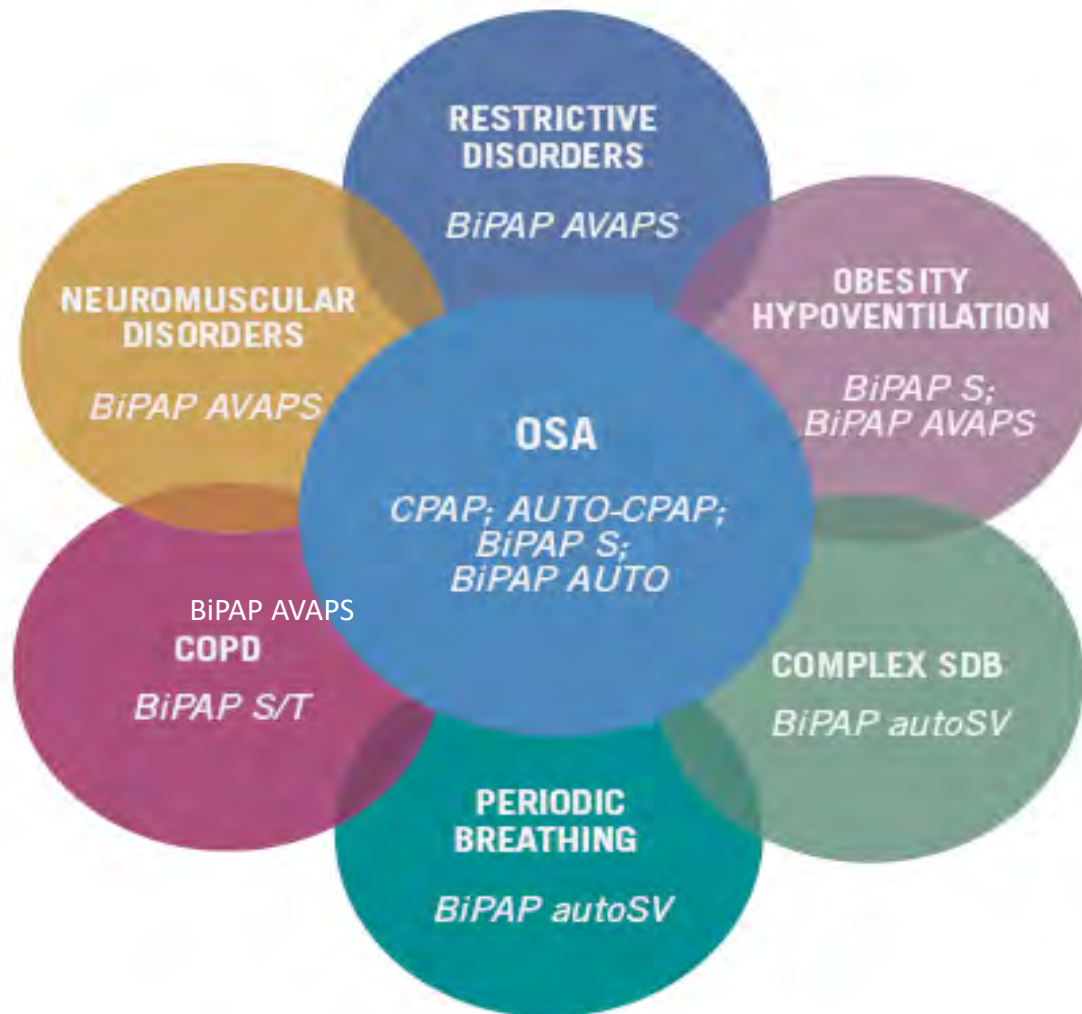 RESTRICTIVE
DISORDERS
BiPAP AVAPS
NEUROMUSCULAR
DISORDERS
BiPAP AVAPS
OBESITY
HYPOVENTILATION
BiPAP S;
BiPAP AVAPS
OSA
CPAP; AUTO-CPAP;
BiPAP S;
BiPAP AUTO
BiPAP AVAPS
COPD
BiPAP S/T
COMPLEX SDB
BiPAP autoSV
PERIODIC
BREATHING
BiPAP autoSV